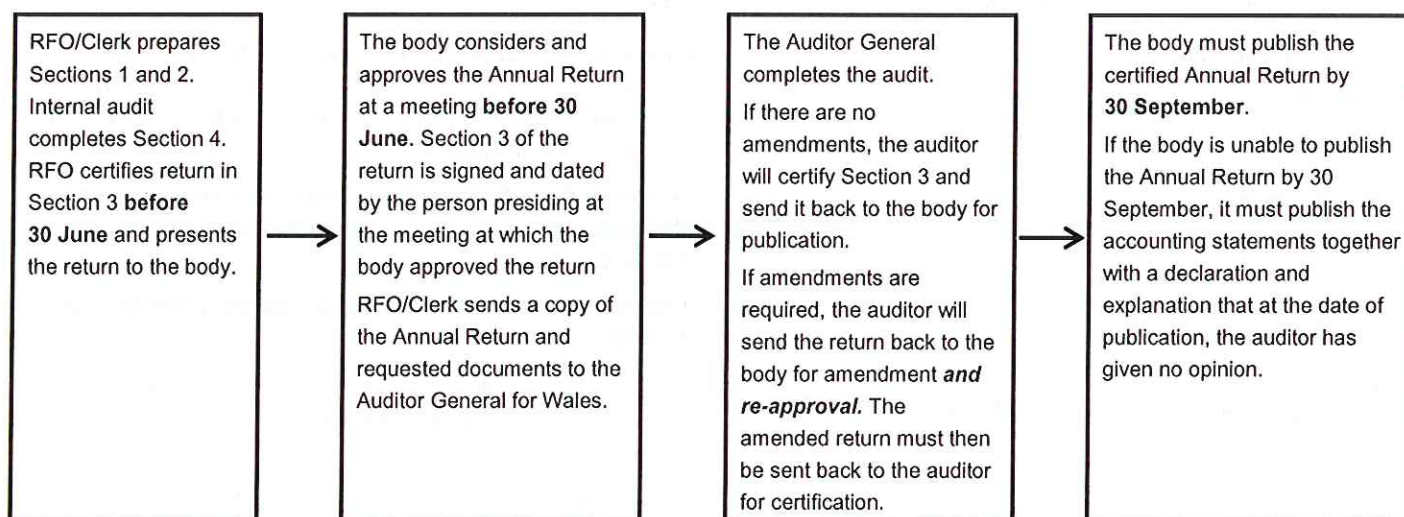 RFO/Clerk prepares
Sections 1 and 2.
Internal audit
completes Section 4.
RFO certifies return in
Section 3 before
30 June and presents
the return to the body.
The body considers and
approves the Annual Return
at a meeting before 30
June. Section 3 of the
return is signed and dated
by the person presiding at
the meeting at which the
body approved the return
RFO/Clerk sends a copy of
the Annual Return and
requested documents to the
Auditor General for Wales.
The Auditor General
completes the audit.
If there are no
amendments, the auditor
will certify Section 3 and
send it back to the body for
publication.
If amendments are
required, the auditor will
send the return back to the
body for amendment and
re-approval. The
amended return must then
be sent back to the auditor
for certification.
The body must publish the
certified Annual Return by
30 September.
If the body is unable to publish
the Annual Return by 30
September, it must publish the
accounting statements together
with a declaration and
explanation that at the date of
publication, the auditor has
given no opinion.